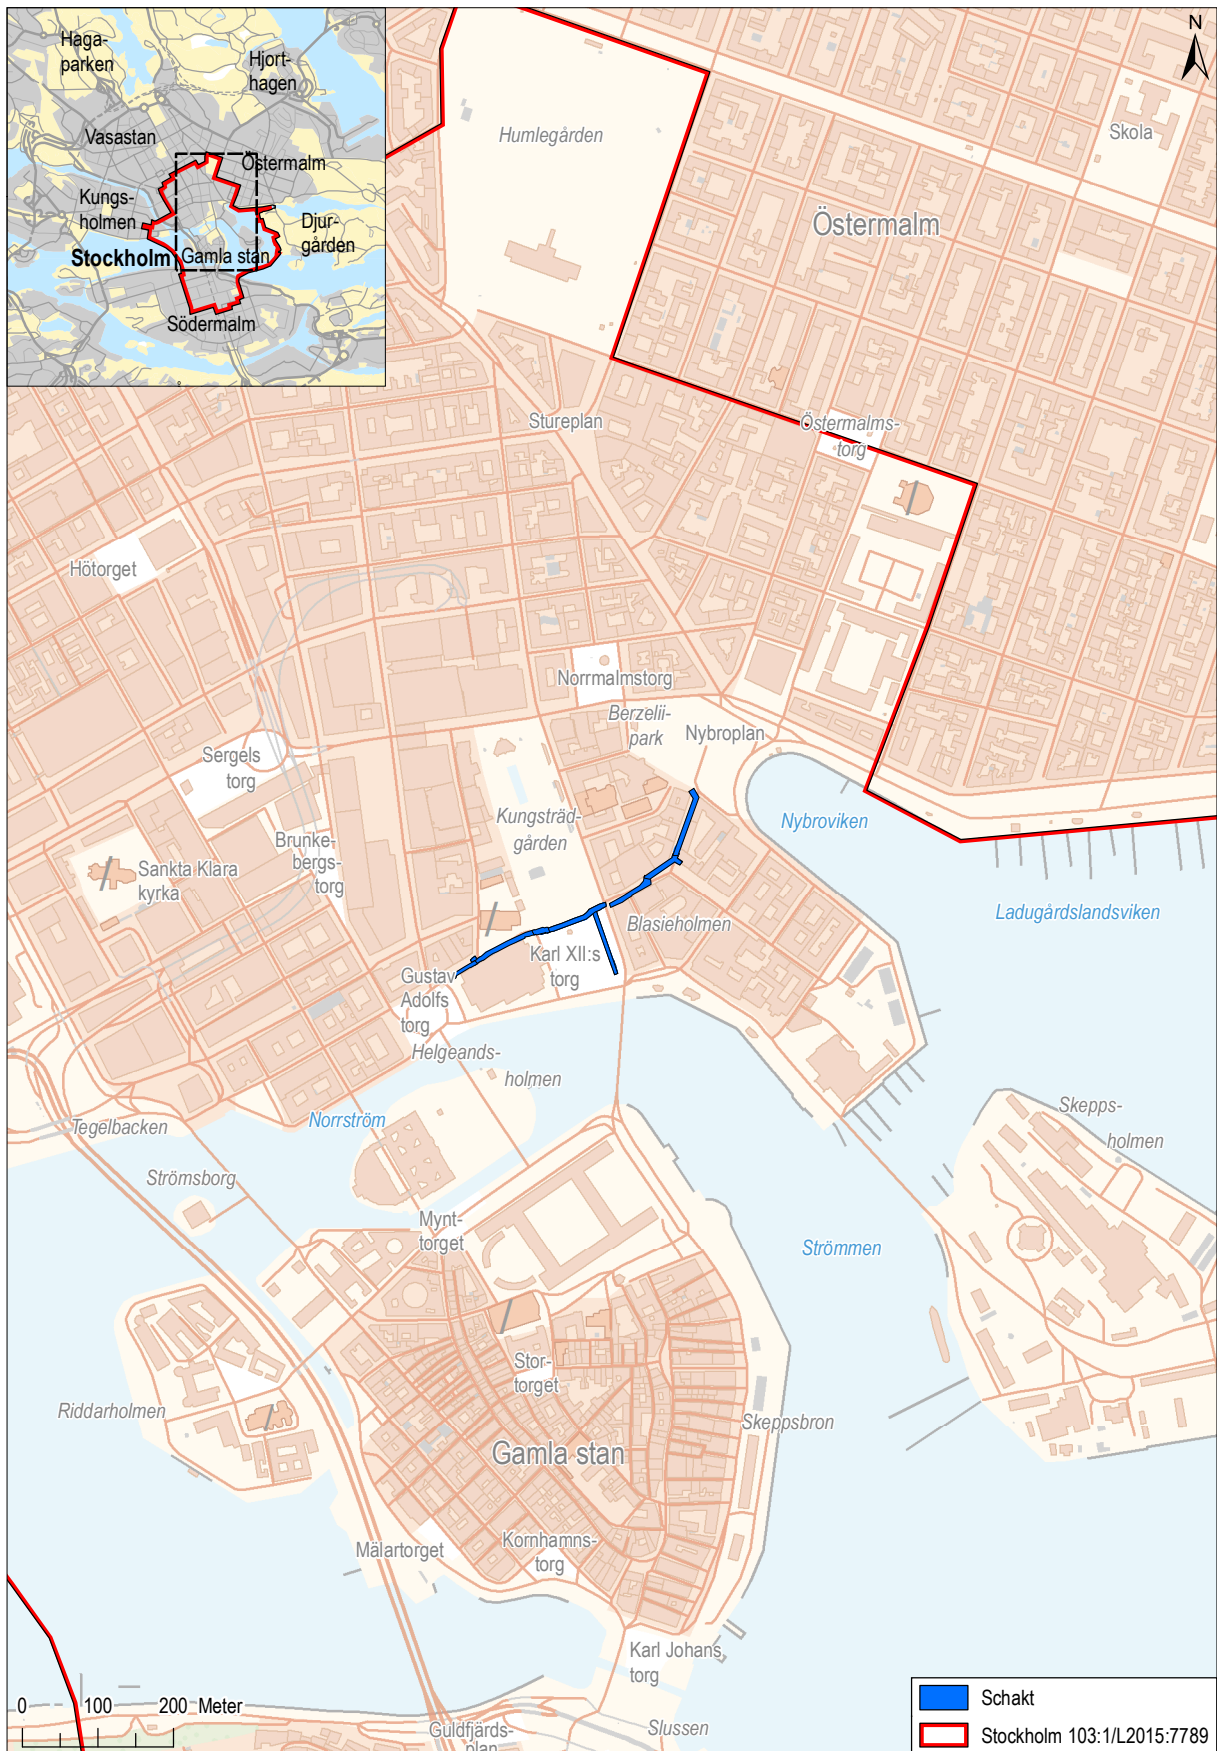 Haga-
parken
Hjort-
hagen
Vasastan
Östermalm
Kungs-
holmen
Djur-
gården
Stockholm
Gamla stan
Södermalm
N
Humlegården
Skola
Östermalm
Stureplan
Östermalms-
torg
Hötorget
Norrmalmstorg
Berzelii-
park
Nybroplan
Sergels
torg
Kungsträd-
gården
Nybroviken
Brunke-
bergs-
torg
Sankta Klara
kyrka
Ladugårdslandsviken
Blasieholmen
Karl XII:s
torg
Gustav
Adolfs
torg
Helgeands-
holmen
Norrström
Tegelbacken
Skepps-
holmen
Strömsborg
Mynt-
torget
Strömmen
Stor-
torget
Riddarholmen
Skeppsbron
Gamla stan
Mälartorget
Kornhamns-
torg
Karl Johans
torg
Slussen
Guldfjärds-
plan
0 100 200 Meter
Schakt
Stockholm 103:1/L2015:7789